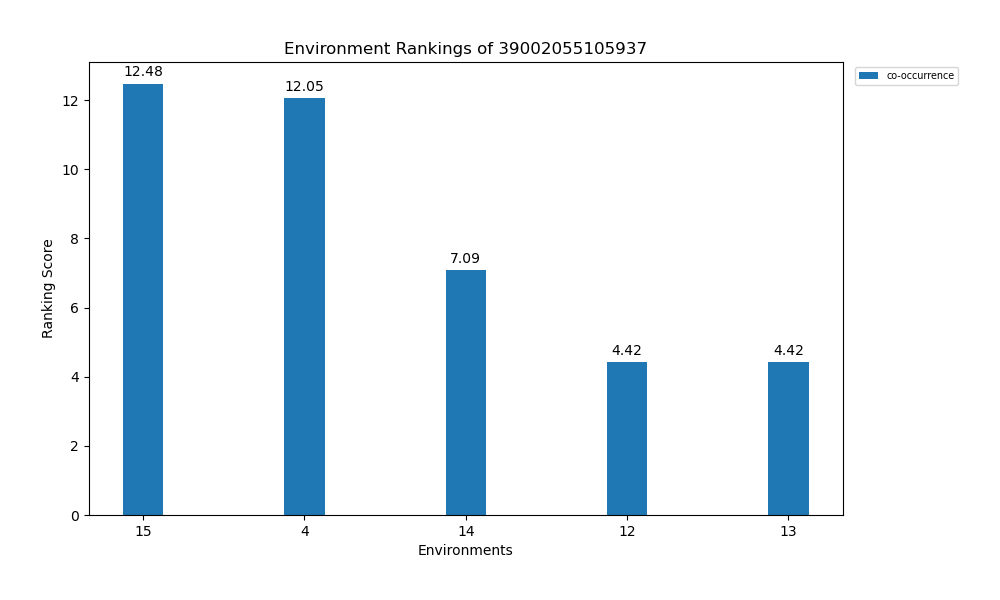 Environment Rankings of 39002055105937
co-occurrence
12.48
12.05
7.09
4.42
4.42
Ranking Score
12
10
8
6
4
2
0
15 4 14 12 13
Environments